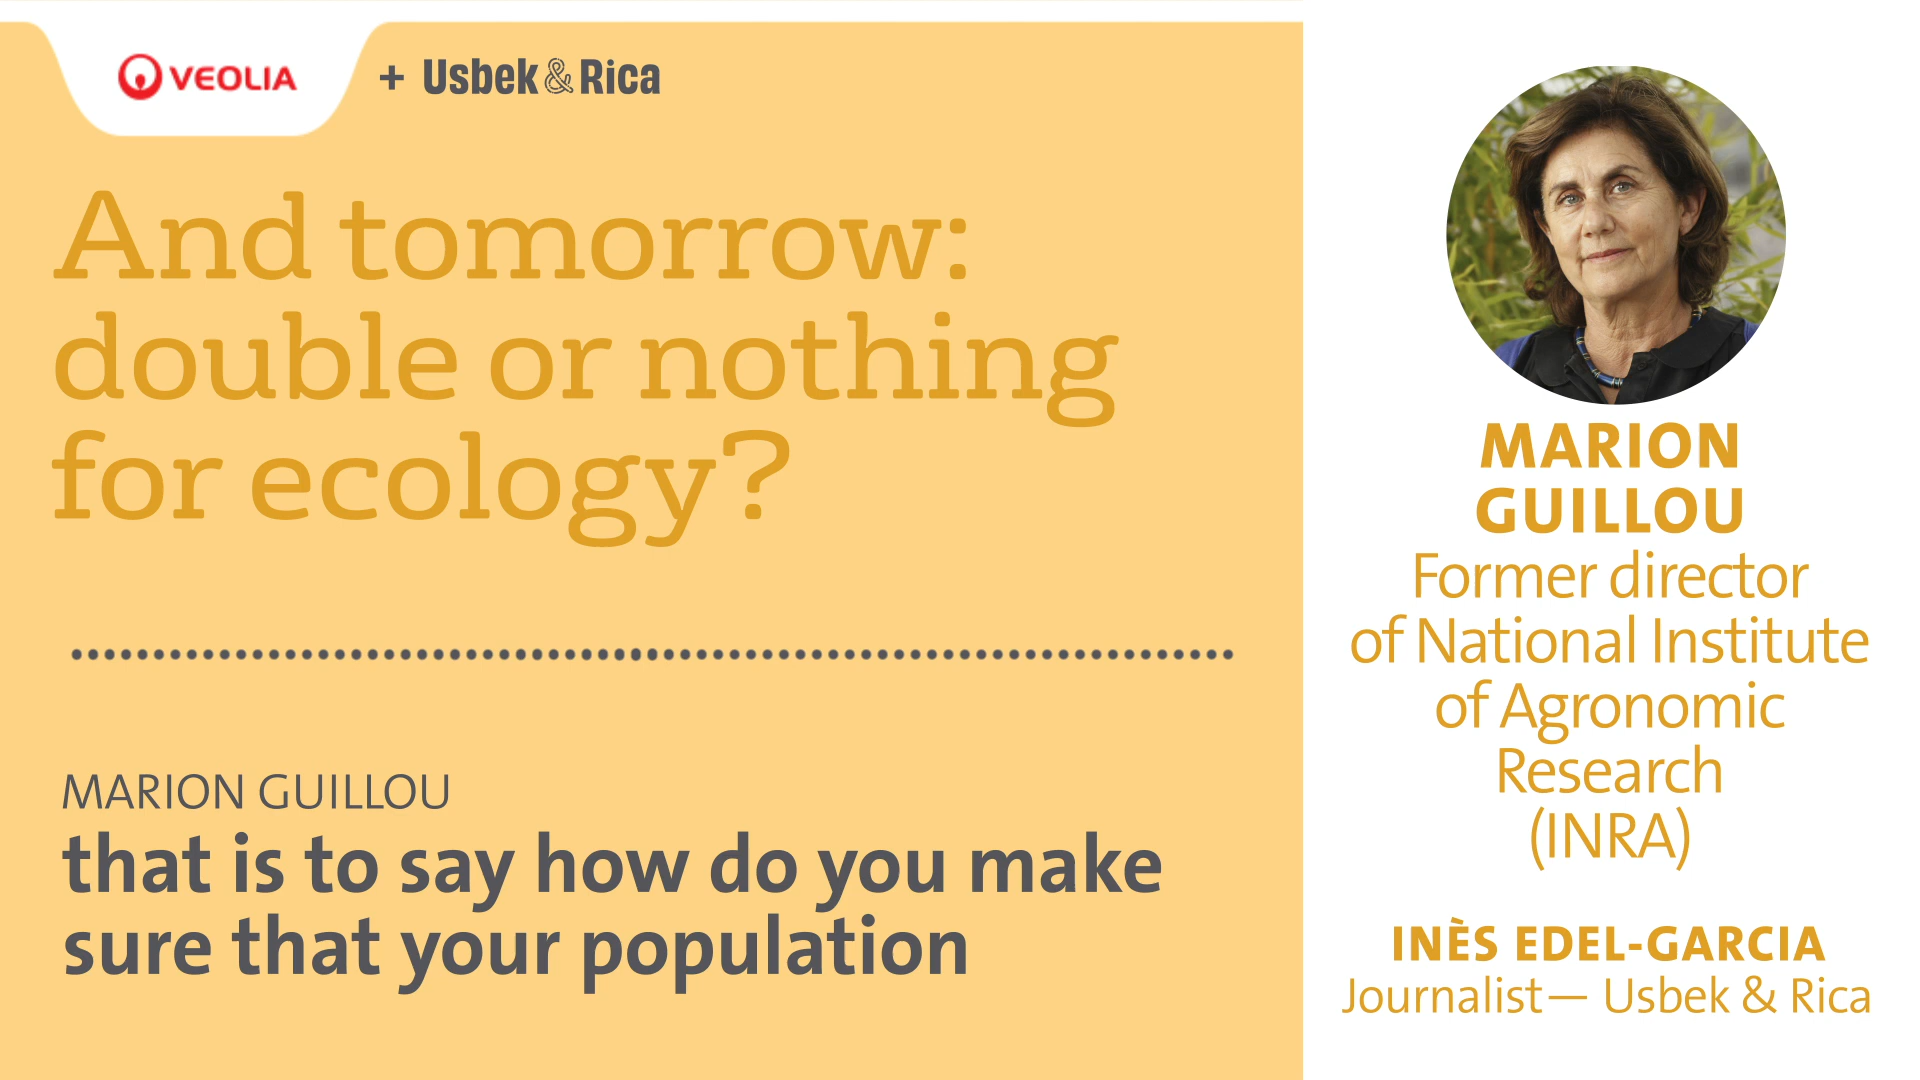 VEOLIA + Usbek & Rica
And tomorrow:
double or nothing
for ecology?
MARION GUILLOU
that is to say how do you make
sure that your population
MARION
GUILLOU
Former director
of National Institute
of Agronomic
Research
(INRA)
INÈS EDEL-GARCIA
Journalist — Usbek & Rica